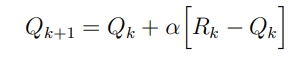 Q_{k+1} = Q_k + α[R_k − Q_k]